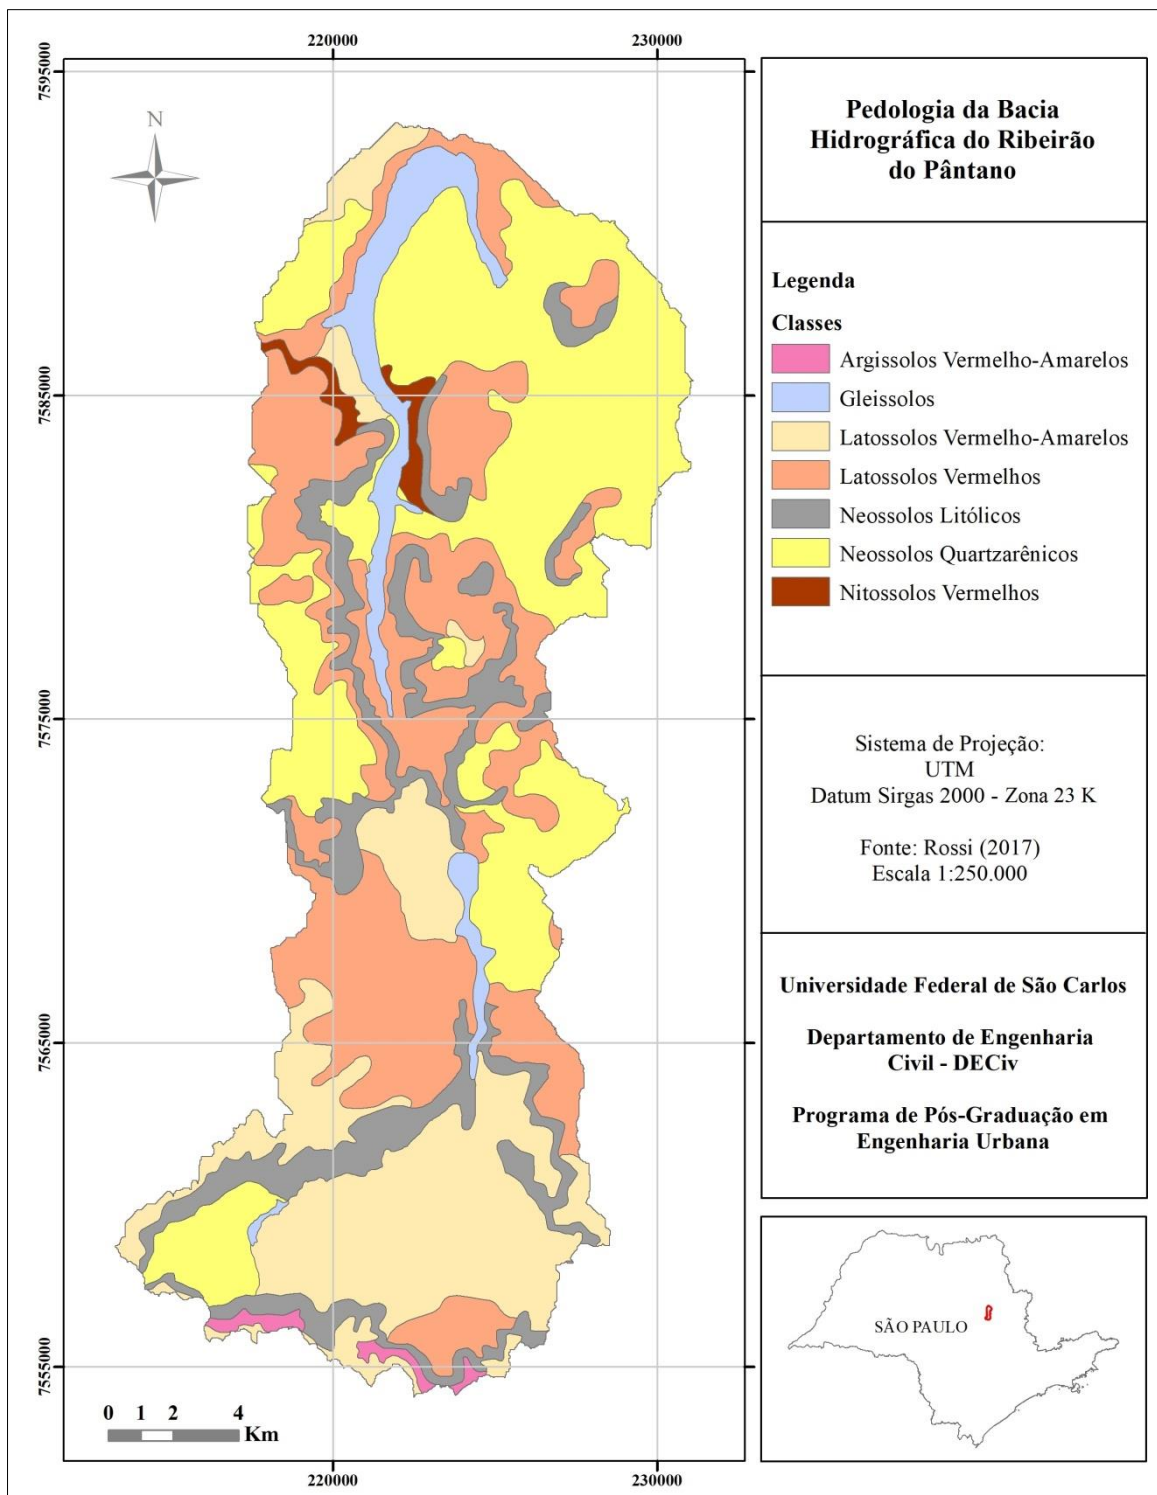 220000
230000
7595000
7585000
7575000
7565000
7555000
N
0 1 2 4
Km
220000
230000
Pedologia da Bacia
Hidrográfica do Ribeirão
do Pântano
Legenda
Classes
Argissolos Vermelho-Amarelos
Gleissolos
Latossolos Vermelho-Amarelos
Latossolos Vermelhos
Neossolos Litólicos
Neossolos Quartzarênicos
Nitossolos Vermelhos
Sistema de Projeção:
UTM
Datum Sirgas 2000 - Zona 23 K
Fonte: Rossi (2017)
Escala 1:250.000
Universidade Federal de São Carlos
Departamento de Engenharia
Civil - DECiv
Programa de Pós-Graduação em
Engenharia Urbana
SÃO PAULO